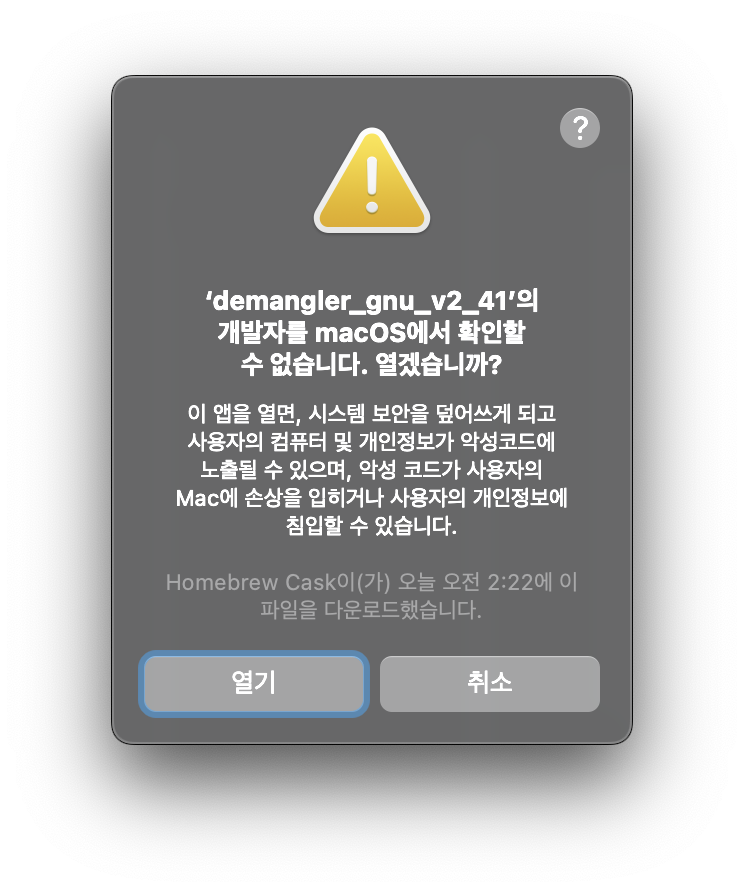 ?
‘demangler_gnu_v2_41’의
개발자를 macOS에서 확인할
수 없습니다. 열겠습니까?
이 앱을 열면, 시스템 보안을 덮어쓰게 되고
사용자의 컴퓨터 및 개인정보가 악성코드에
노출될 수 있으며, 악성 코드가 사용자의
Mac에 손상을 입히거나 사용자의 개인정보에
침입할 수 있습니다.
Homebrew Cask이(가) 오늘 오전 2:22에 이
파일을 다운로드했습니다.
열기
취소